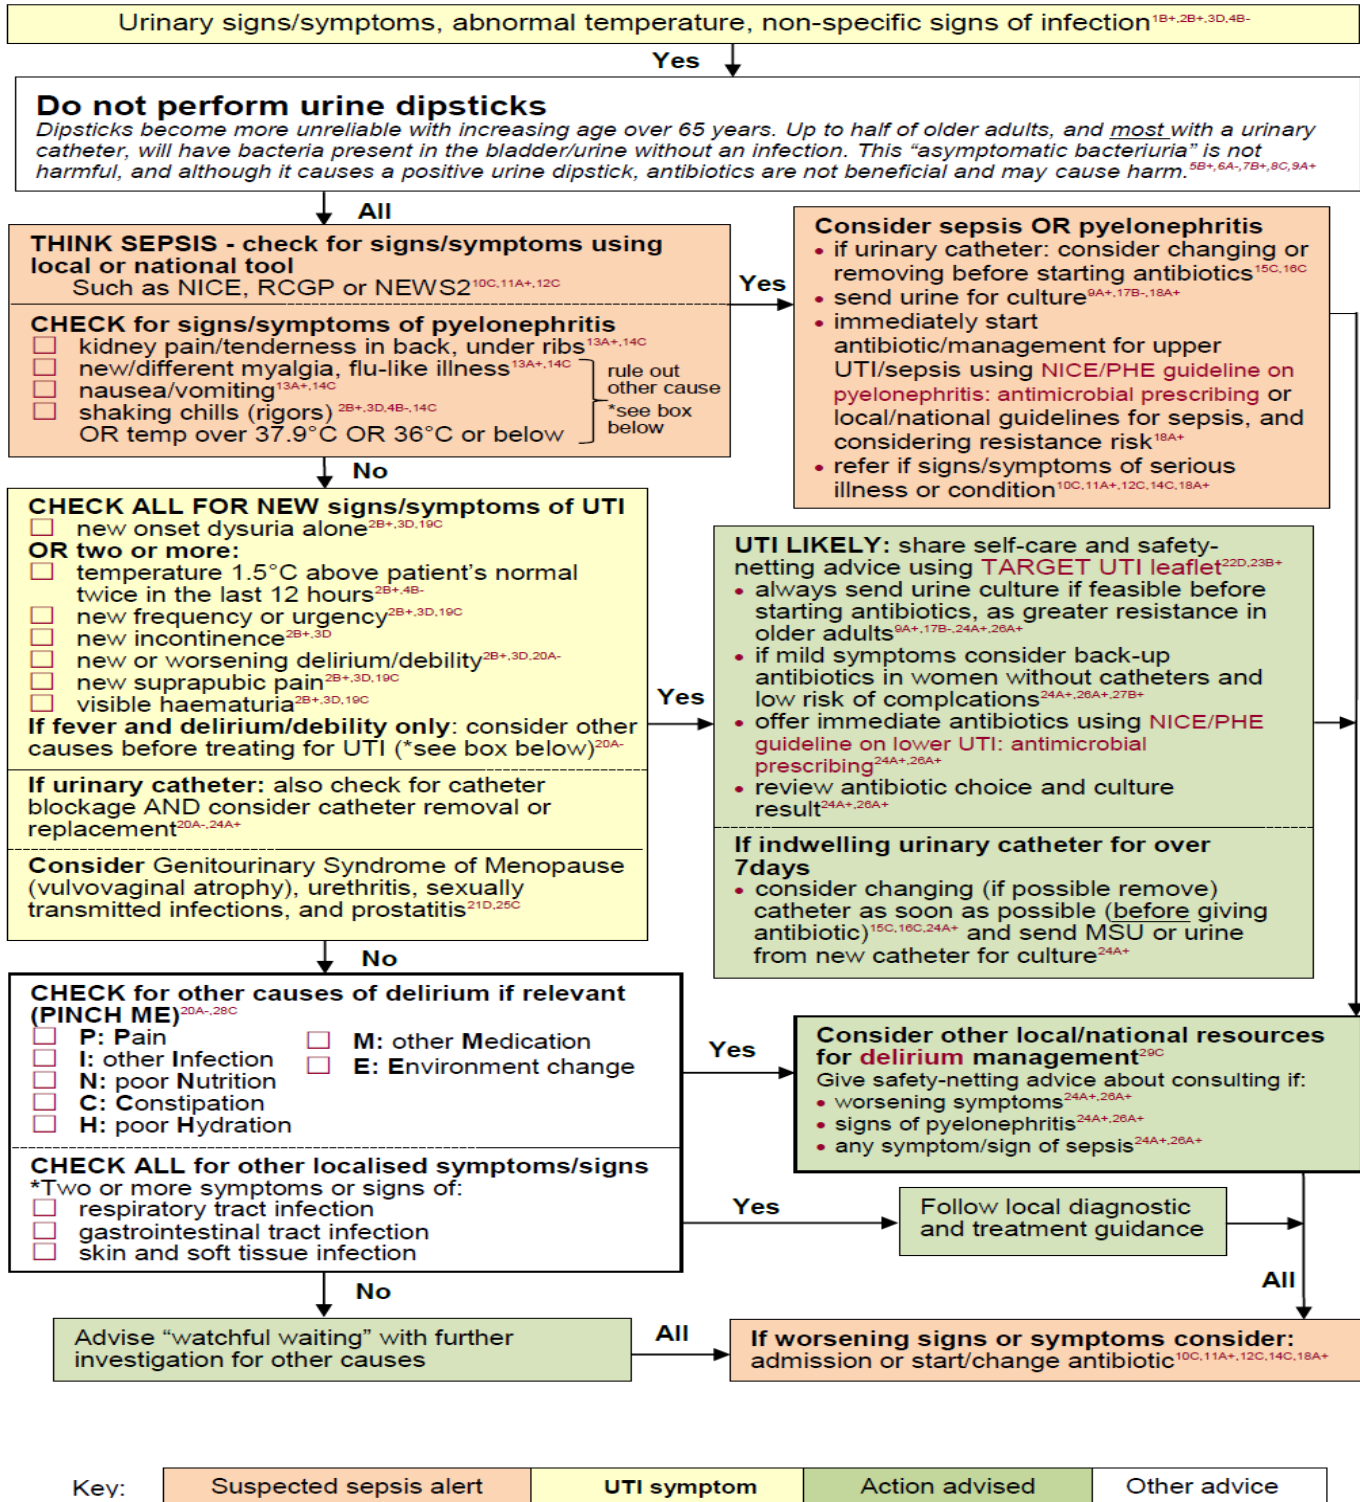 Urinary signs/symptoms, abnormal temperature, non-specific signs of infection1B+,2B+,3D,4B-
Yes
Do not perform urine dipsticks
Dipsticks become more unreliable with increasing age over 65 years. Up to half of older adults, and most with a urinary
catheter, will have bacteria present in the bladder/urine without an infection. This "asymptomatic bacteriuria" is not
harmful, and although it causes a positive urine dipstick, antibiotics are not beneficial and may cause harm.5B+,6A-,7B+,8C,9A+
All
THINK SEPSIS - check for signs/symptoms using
local or national tool
Such as NICE, RCGP or NEWS210C,11A+,12C
CHECK for signs/symptoms of pyelonephritis
kidney pain/tenderness in back, under ribs13A+,14C
new/different myalgia, flu-like illness13A+,14C
nausea/vomiting13A+,14C
shaking chills (rigors) 2B+,3D,4B-,14C
OR temp over 37.9°C OR 36°C or below
rule out
other cause
*see box
below
Yes
Consider sepsis OR pyelonephritis
• if urinary catheter: consider changing or
removing before starting antibiotics15C,16C
• send urine for culture9A+,17B-,18A+
• immediately start
antibiotic/management for upper
UTI/sepsis using NICE/PHE guideline on
pyelonephritis: antimicrobial prescribing or
local/national guidelines for sepsis, and
considering resistance risk18A+
• refer if signs/symptoms of serious
illness or condition10C,11A+,12C,14C,18A+
No
CHECK ALL FOR NEW signs/symptoms of UTI
new onset dysuria alone2B+,3D,19C
OR two or more:
temperature 1.5°C above patient's normal
twice in the last 12 hours2B+,4B-
new frequency or urgency2B+,3D,19C
new incontinence2B+,3D
new or worsening delirium/debility2B+,3D,20A-
new suprapubic pain2B+,3D,19C
visible haematuria2B+,3D,19C
If fever and delirium/debility only: consider other
causes before treating for UTI (*see box below)20A-
If urinary catheter: also check for catheter
blockage AND consider catheter removal or
replacement20A-,24A+
Consider Genitourinary Syndrome of Menopause
(vulvovaginal atrophy), urethritis, sexually
transmitted infections, and prostatitis21D,25C
Yes
UTI LIKELY: share self-care and safety-
netting advice using TARGET UTI leaflet22D,23B+
• always send urine culture if feasible before
starting antibiotics, as greater resistance in
older adults9A+,17B-,24A+,26A+
• if mild symptoms consider back-up
antibiotics in women without catheters and
low risk of complcations24A+,26A+,27B+
• offer immediate antibiotics using NICE/PHE
guideline on lower UTI: antimicrobial
prescribing24A+,26A+
• review antibiotic choice and culture
result24A+,26A+
If indwelling urinary catheter for over
7days
• consider changing (if possible remove)
catheter as soon as possible (before giving
antibiotic)15C,16C,24A+ and send MSU or urine
from new catheter for culture24A+
No
CHECK for other causes of delirium if relevant
(PINCH ME)20A-,28C
P: Pain
I: other Infection
N: poor Nutrition
C: Constipation
H: poor Hydration
M: other Medication
E: Environment change
Yes
Consider other local/national resources
for delirium management29C
Give safety-netting advice about consulting if:
• worsening symptoms24A+,26A+
• signs of pyelonephritis24A+,26A+
• any symptom/sign of sepsis24A+,26A+
CHECK ALL for other localised symptoms/signs
*Two or more symptoms or signs of:
respiratory tract infection
gastrointestinal tract infection
skin and soft tissue infection
Yes
Follow local diagnostic
and treatment guidance
All
No
Advise "watchful waiting" with further
investigation for other causes
All
If worsening signs or symptoms consider:
admission or start/change antibiotic10C,11A+,12C,14C,18A+
Key:
Suspected sepsis alert
UTI symptom
Action advised
Other advice